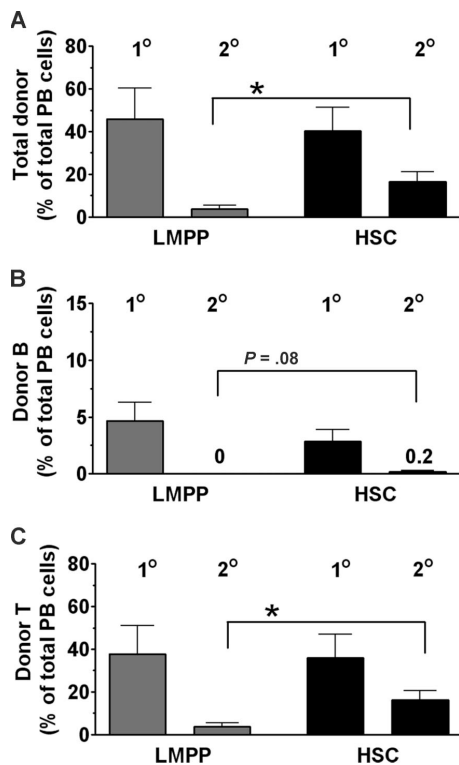 A
Total donor
(% of total PB cells)
80
60
40
20
0
1° 2° 1° 2°
*
LMPP HSC
B
Donor B
(% of total PB cells)
15
10
5
0
1° 2° 1° 2°
P = .08
0 0.2
LMPP HSC
C
Donor T
(% of total PB cells)
80
60
40
20
0
1° 2° 1° 2°
*
LMPP HSC